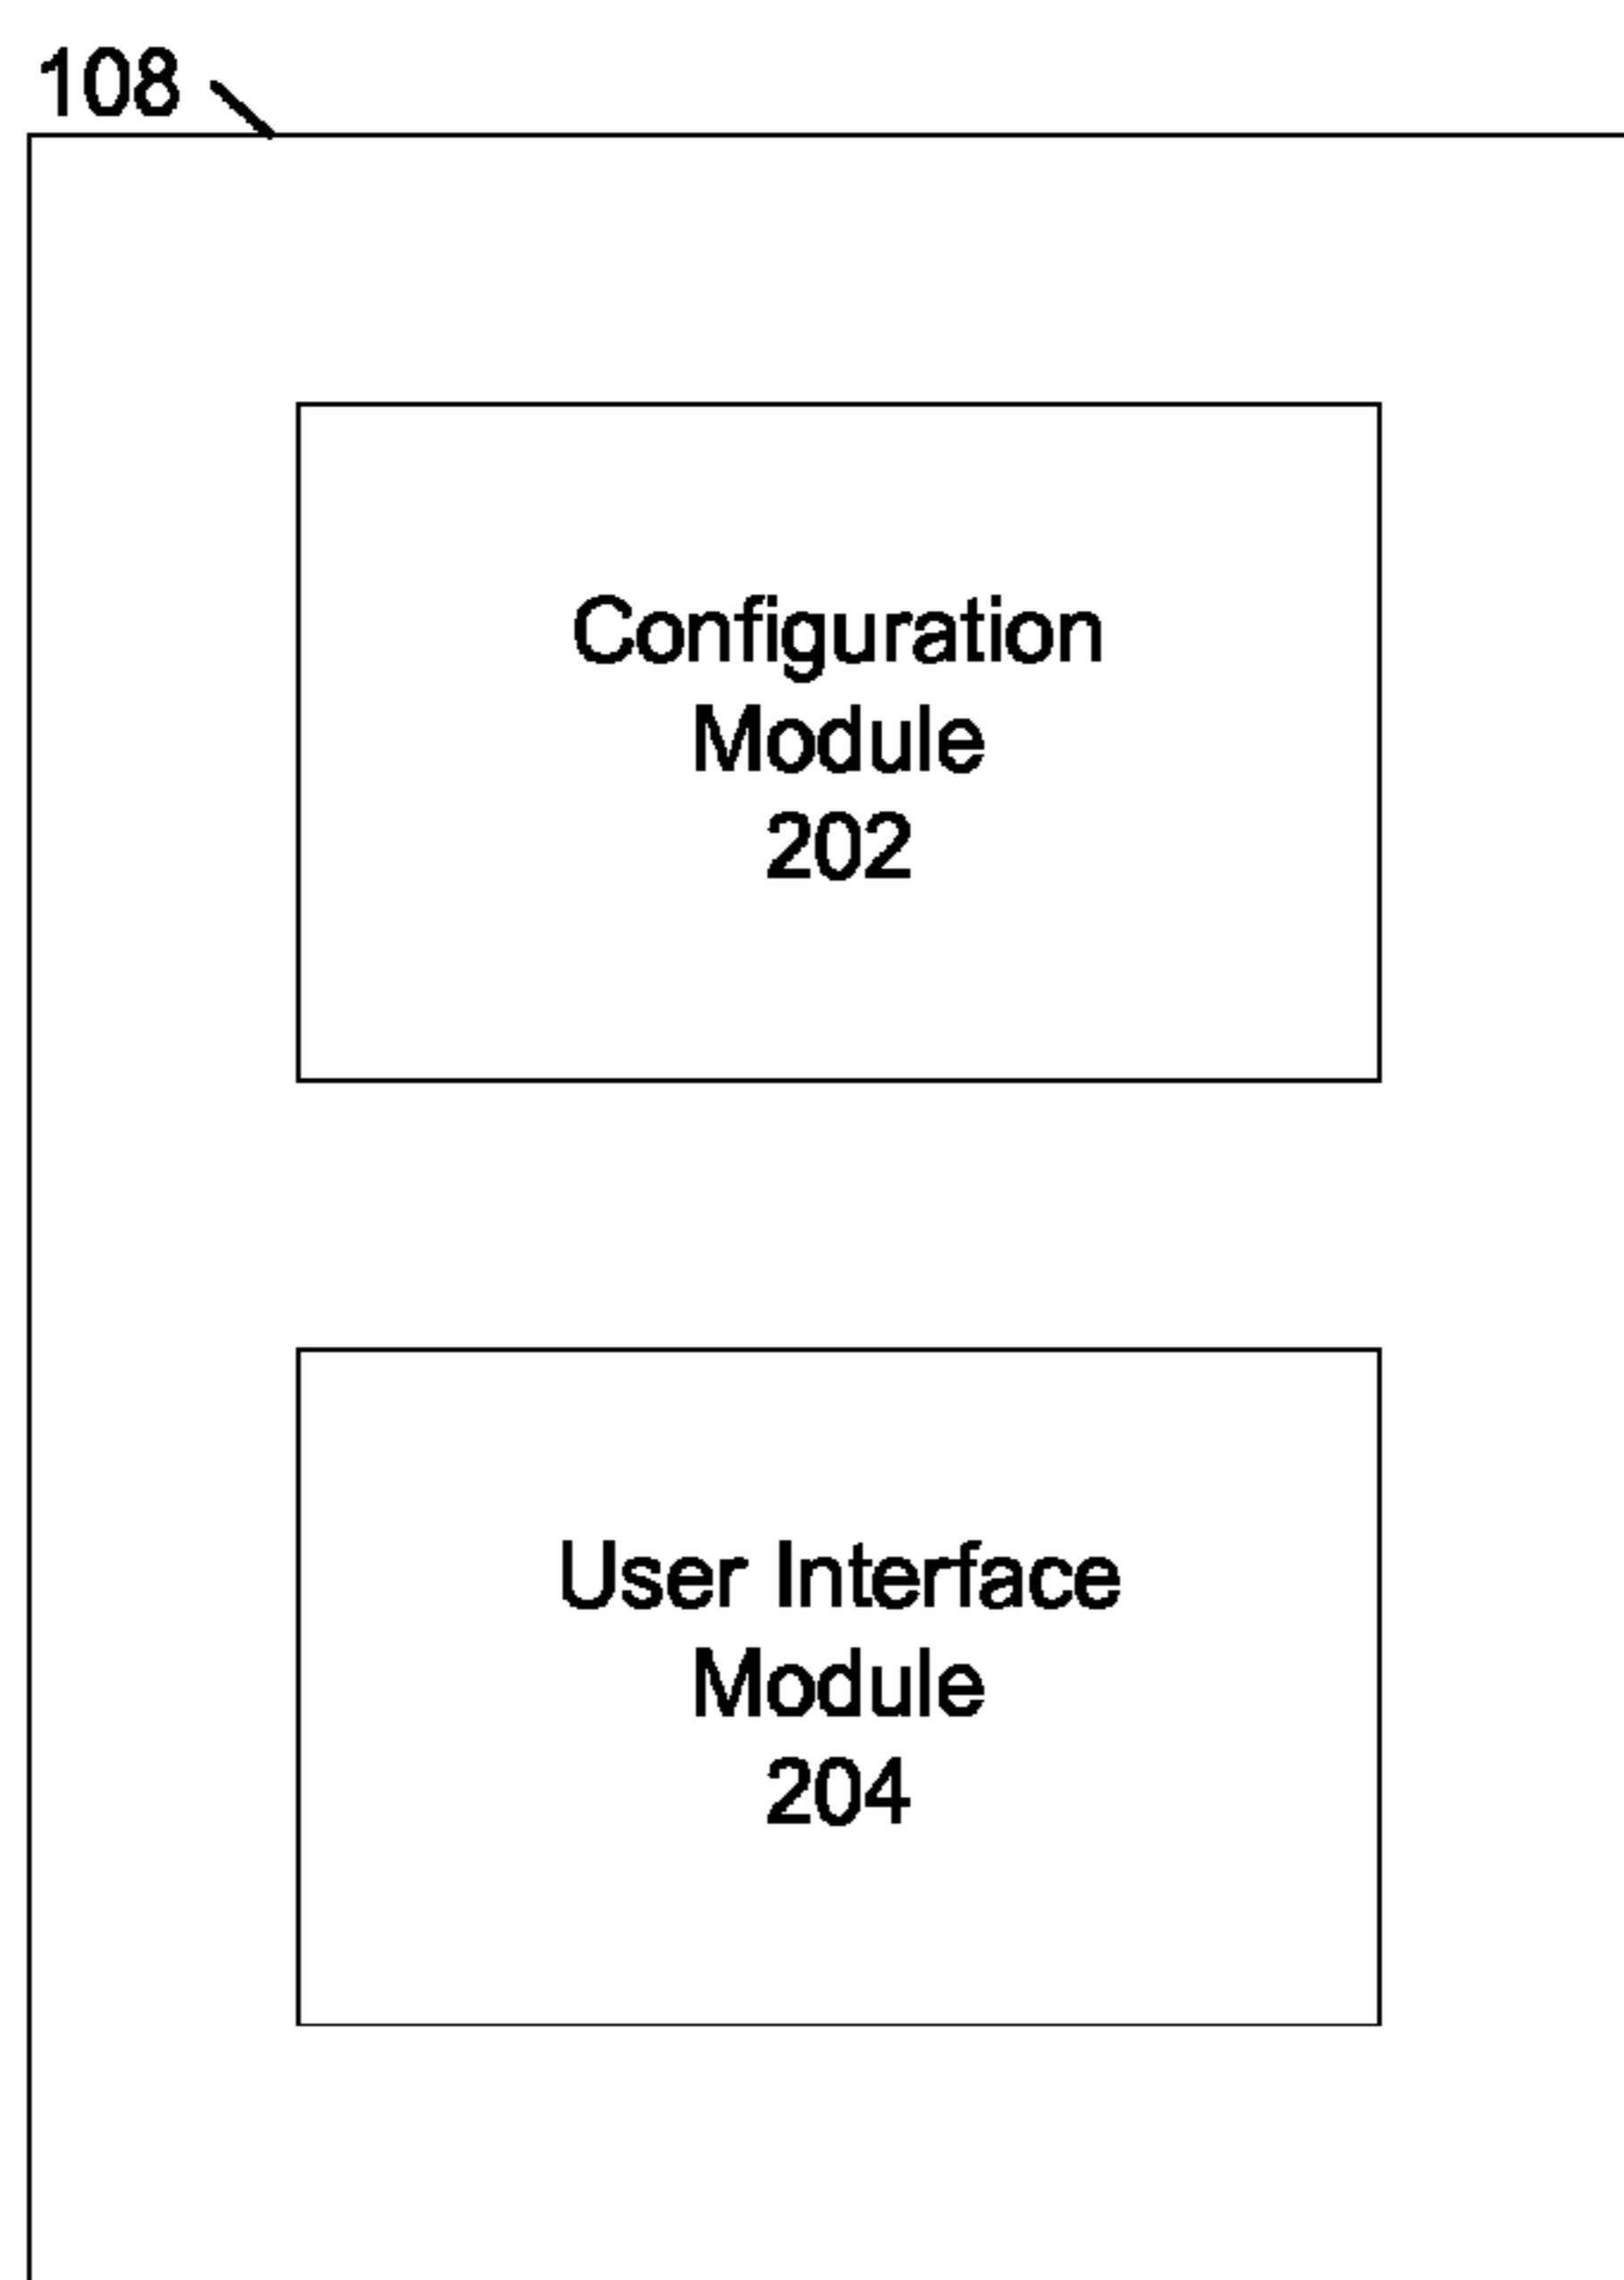 108
Configuration
Module
202
User Interface
Module
204